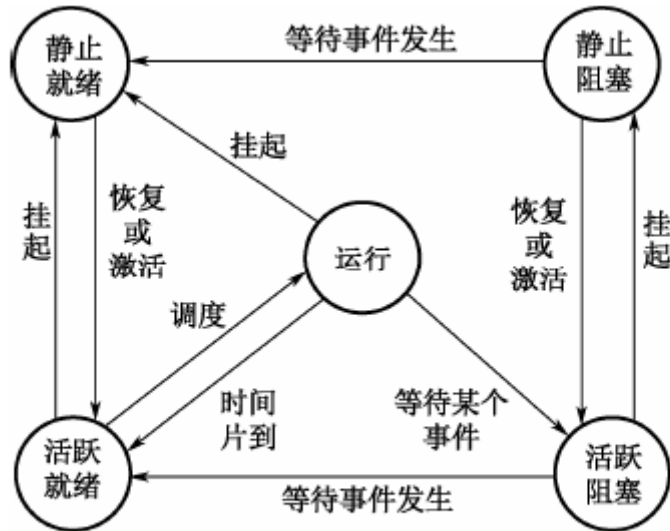 静止
就绪
等待事件发生
静止
阻塞
挂起
挂
起
恢复
或
激活
运行
恢复
或
激活
挂
起
调度
时间
片到
等待某个
事件
活跃
就绪
等待事件发生
活跃
阻塞